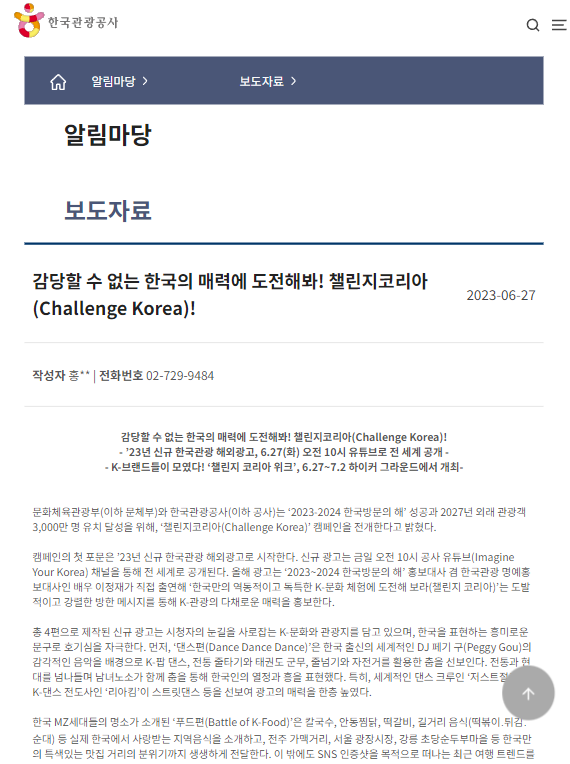 한국관광공사
알림마당
보도자료
알림마당
보도자료
감당할 수 없는 한국의 매력에 도전해봐! 챌린지코리아
(Challenge Korea)!
2023-06-27
작성자 홍** | 전화번호 02-729-9484
감당할 수 없는 한국의 매력에 도전해봐! 챌린지코리아(Challenge Korea)!
- '23년 신규 한국관광 해외광고, 6.27(화) 오전 10시 유튜브로 전 세계 공개 -
- K-브랜드들이 모였다! ‘챌린지 코리아 위크’, 6.27~7.2 하이커 그라운드에서 개최-
문화체육관광부(이하 문체부)와 한국관광공사(이하 공사)는 ‘2023-2024 한국방문의 해’ 성공과 2027년 외래 관광객
3,000만 명 유치 달성을 위해, ‘챌린지코리아(Challenge Korea)’ 캠페인을 전개한다고 밝혔다.
캠페인의 첫 포문은 ’23년 신규 한국관광 해외광고로 시작한다. 신규 광고는 금일 오전 10시 공사 유튜브(Imagine
Your Korea) 채널을 통해 전 세계로 공개된다. 올해 광고는 ‘2023~2024 한국방문의 해’ 홍보대사 겸 한국관광 명예홍
보대사인 배우 이정재가 직접 출연해 ‘한국만의 역동적이고 독특한 K-문화 체험에 도전해 보라(챌린지 코리아)’는 도발
적이고 강렬한 방한 메시지를 통해 K-관광의 다채로운 매력을 홍보한다.
총 4편으로 제작된 신규 광고는 시청자의 눈길을 사로잡는 K-문화와 관광지를 담고 있으며, 한국을 표현하는 흥미로운
문구로 호기심을 자극한다. 먼저, ‘댄스편(Dance Dance Dance)’은 한국 출신의 세계적인 DJ 페기 구(Peggy Gou)의
감각적인 음악을 배경으로 K-팝 댄스, 전통 줄타기와 태권도 군무, 줄넘기와 자전거를 활용한 춤을 선보인다. 전통과 현
대를 넘나들며 남녀노소가 함께 춤을 통해 한국인의 열정과 흥을 표현했다. 특히, 세계적인 댄스 크루인 ‘저스트절
K-댄스 전도사인 ‘리아킴’이 스트릿댄스 등을 선보여 광고의 매력을 한층 높였다.
한국 MZ세대들의 명소가 소개된 ‘푸드편(Battle of K-Food)’은 칼국수, 안동찜닭, 떡갈비, 길거리 음식(떡볶이.튀김.
순대) 등 실제 한국에서 사랑받는 지역음식을 소개하고, 전주 가맥거리, 서울 광장시장, 강릉 초당순두부마을 등 한국만
의 특색있는 맛집 거리의 분위기까지 생생하게 전달한다. 이 밖에도 SNS 인증샷을 목적으로 떠나는 최근 여행 트렌드를